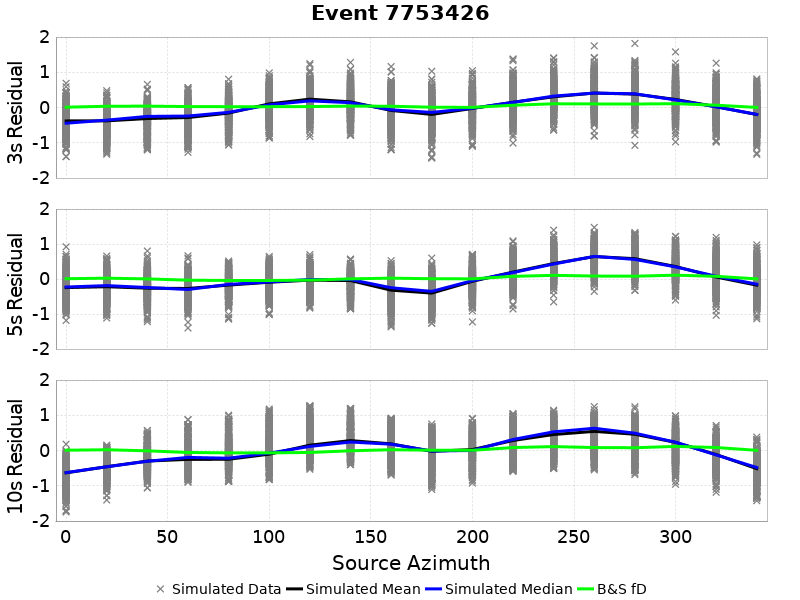 Event 7753426
2
1
0
-1
-2
3s Residual
2
1
0
-1
-2
5s Residual
2
1
0
-1
-2
10s Residual
0 50 100 150 200 250 300
Source Azimuth
Simulated Data Simulated Mean Simulated Median B&S fD